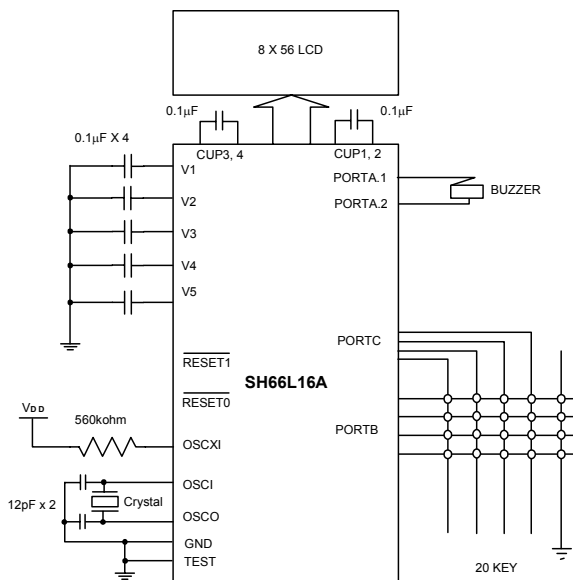 8 X 56 LCD
0.1μF
0.1μF
0.1μF X 4
CUP3, 4
CUP1, 2
V1
PORTA.1
BUZZER
V2
PORTA.2
V3
V4
V5
PORTC
RESET1
SH66L16A
RESET0
VDD
560kohm
PORTB
OSCXI
OSCI
12pF x 2
Crystal
OSCO
GND
TEST
20 KEY